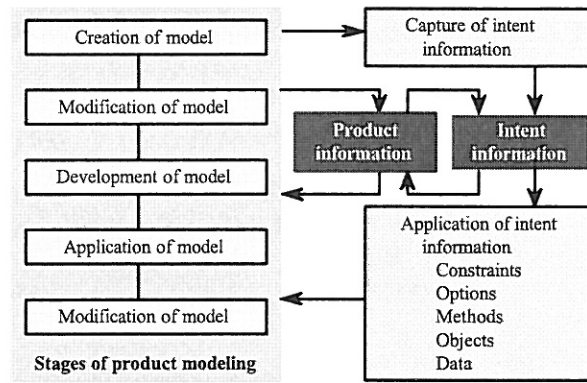 Creation of model
Modification of model
Development of model
Application of model
Modification of model
Stages of product modeling
Capture of intent
information
Product
information
Intent
information
Application of intent
information
Constraints
Options
Methods
Objects
Data